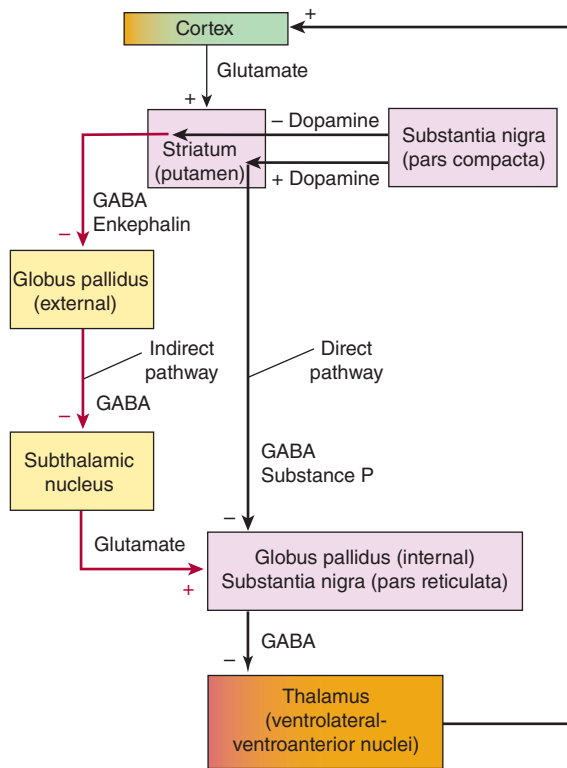 +
Cortex
Glutamate
+
– Dopamine
Striatum
(putamen)
Substantia nigra
(pars compacta)
+ Dopamine
GABA
Enkephalin
–
Globus pallidus
(external)
Indirect
pathway
Direct
pathway
–
GABA
Subthalamic
nucleus
GABA
Substance P
–
Glutamate
+
Globus pallidus (internal)
Substantia nigra (pars reticulata)
GABA
–
Thalamus
(ventrolateral-
ventroanterior nuclei)